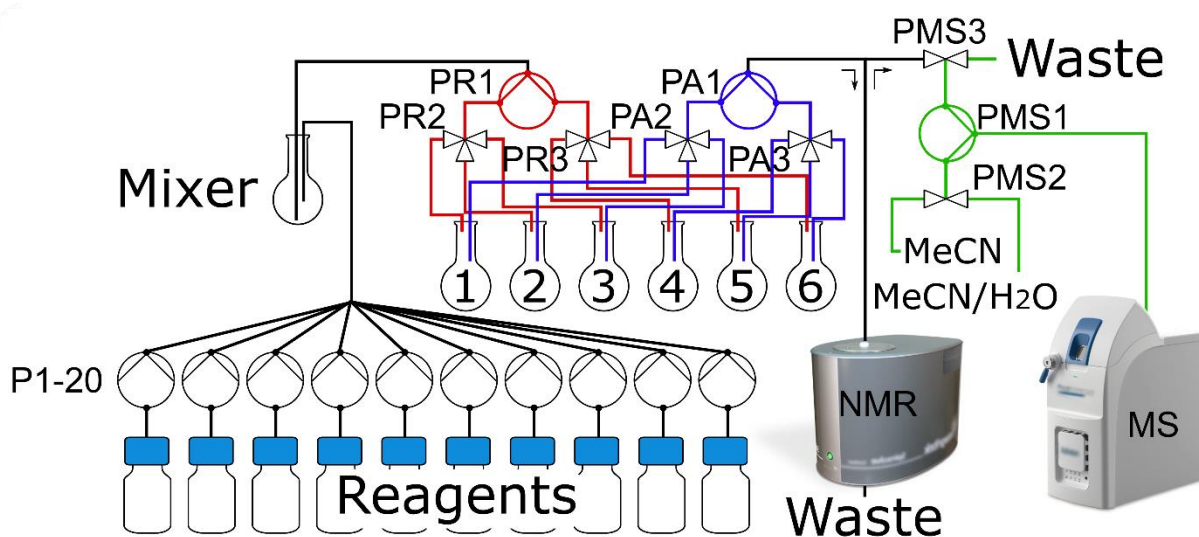 PMS3
Waste
PR1
PA1
PR2
PA2
PMS1
PR3
PA3
Mixer
PMS2
MeCN
1
2
3
4
5
6
MeCN/H2O
P1-20
NMR
MS
Reagents
Waste